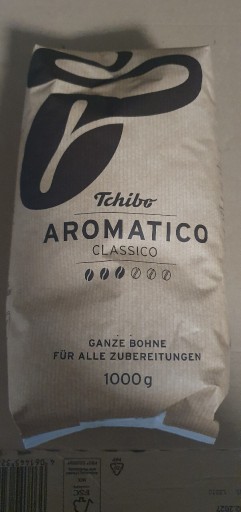 Tchibo
AROMATICO
CLASSICO
GANZE BOHNE
FÜR ALLE ZUBEREITUNGEN
1000g